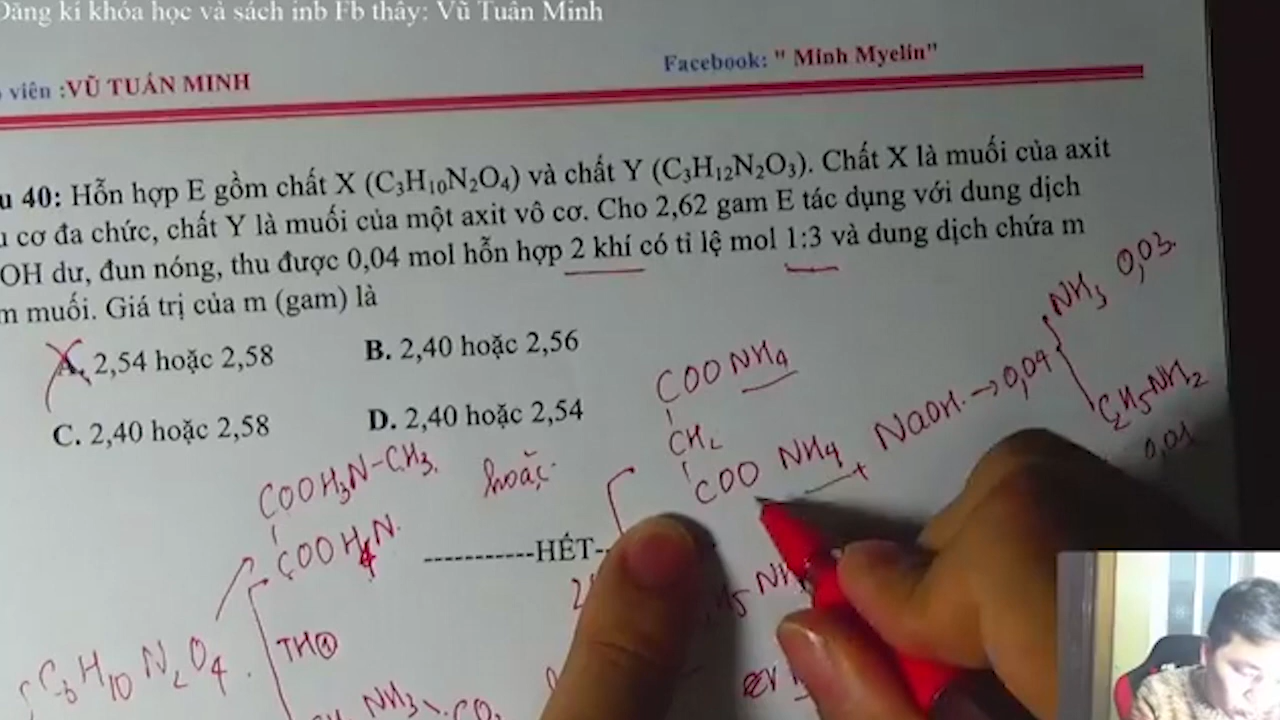 Đăng kí khóa học và sách inb Fb thầy: Vũ Tuấn Minh
viên :VŨ TUẤN MINH
Facebook: " Minh Myelin"
u 40: Hỗn hợp E gồm chất X (C₃H₁₀N₂O₄) và chất Y (C₃H₁₂N₂O₃). Chất X là muối của axit
u cơ đa chức, chất Y là muối của một axit vô cơ. Cho 2,62 gam E tác dụng với dung dịch
OH dư, đun nóng, thu được 0,04 mol hỗn hợp 2 khí có tỉ lệ mol 1:3 và dung dịch chứa m
m muối. Giá trị của m (gam) là
A. 2,54 hoặc 2,58
B. 2,40 hoặc 2,56
C. 2,40 hoặc 2,58
D. 2,40 hoặc 2,54
COONH₄
CH₂
COONH₄ + NaOH → 0,04
NH₃ 0,03
C₂H₅NH₂
0,01
COOH₃N-CH₃
COOH₄N
hoặc
-----------HẾT-
C₃H₁₀N₂O₄
TH①
NH₃
CO₃